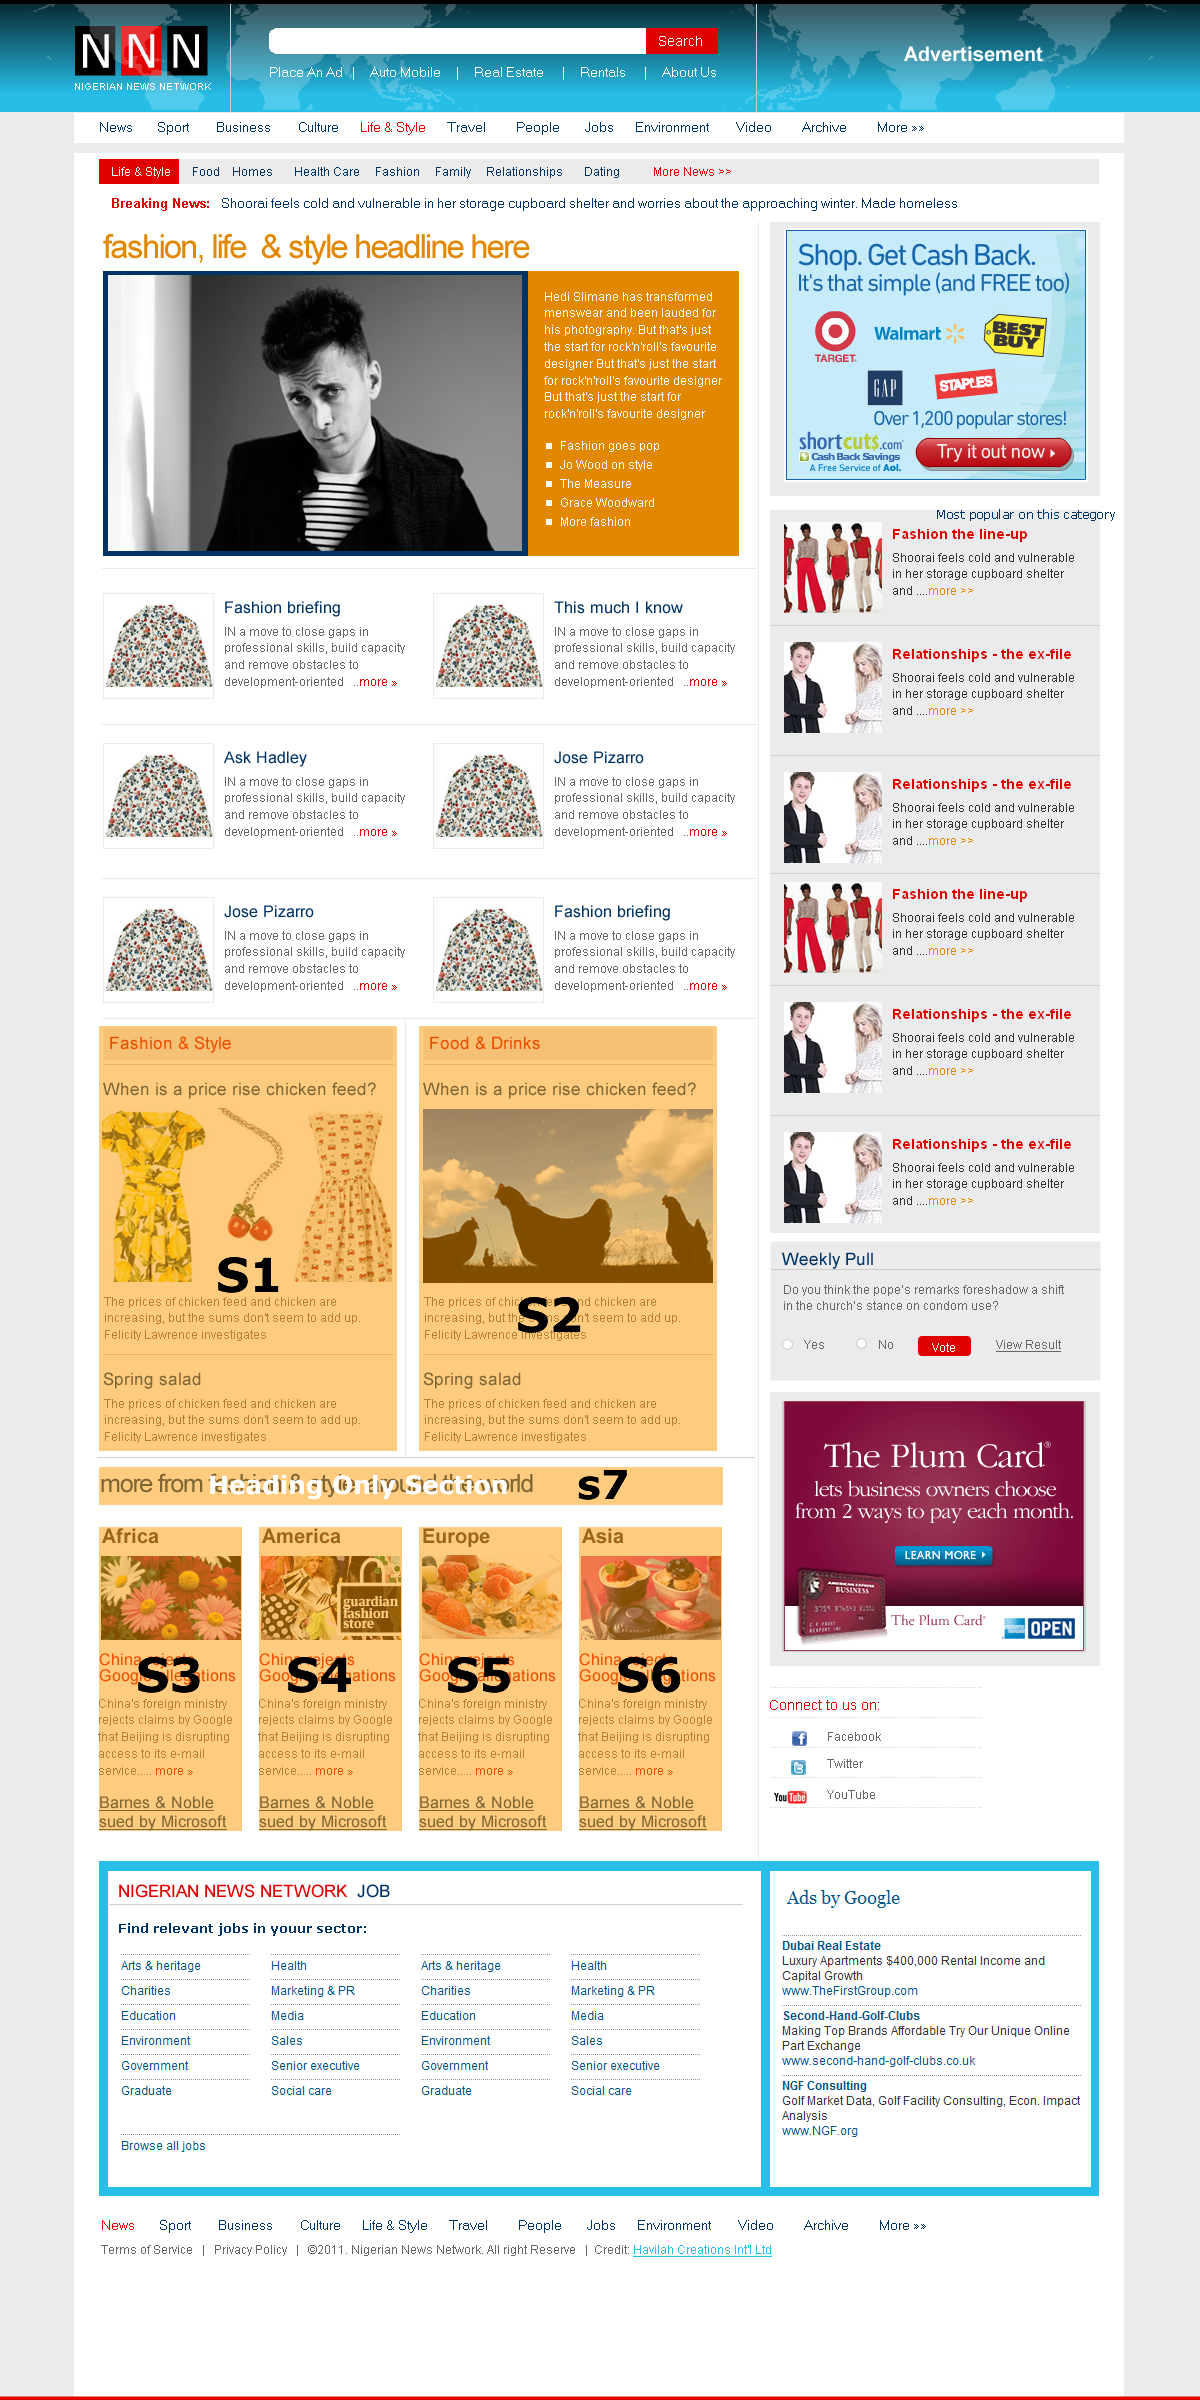 NNN
NIGERIAN NEWS NETWORK
Search
Place An Ad | Auto Mobile | Real Estate | Rentals | About Us
Advertisement
News Sport Business Culture Life & Style Travel People Jobs Environment Video Archive More »»
Life & Style Food Homes Health Care Fashion Family Relationships Dating More News >>
Breaking News: Shoorai feels cold and vulnerable in her storage cupboard shelter and worries about the approaching winter. Made homeless
fashion, life & style headline here
Hedi Slimane has transformed
menswear and been lauded for
his photography. But that's just
the start for rock'n'roll's favourite
designer But that's just the start
for rock'n'roll's favourite designer
But that's just the start for
rock'n'roll's favourite designer
Fashion goes pop
Jo Wood on style
The Measure
Grace Woodward
More fashion
Fashion briefing
IN a move to close gaps in
professional skills, build capacity
and remove obstacles to
development-oriented ..more »
This much I know
IN a move to close gaps in
professional skills, build capacity
and remove obstacles to
development-oriented ..more »
Ask Hadley
IN a move to close gaps in
professional skills, build capacity
and remove obstacles to
development-oriented ..more »
Jose Pizarro
IN a move to close gaps in
professional skills, build capacity
and remove obstacles to
development-oriented ..more »
Jose Pizarro
IN a move to close gaps in
professional skills, build capacity
and remove obstacles to
development-oriented ..more »
Fashion briefing
IN a move to close gaps in
professional skills, build capacity
and remove obstacles to
development-oriented ..more »
Fashion & Style
When is a price rise chicken feed?
S1
The prices of chicken feed and chicken are
increasing, but the sums don't seem to add up.
Felicity Lawrence investigates
Spring salad
The prices of chicken feed and chicken are
increasing, but the sums don't seem to add up.
Felicity Lawrence investigates
Food & Drinks
When is a price rise chicken feed?
S2
The prices of chicken feed and chicken are
increasing, but the sums don't seem to add up.
Felicity Lawrence investigates
Spring salad
The prices of chicken feed and chicken are
increasing, but the sums don't seem to add up.
Felicity Lawrence investigates
more from fashion & style around the world
Heading Only Section
s7
Africa
China rejects
Google allegations
S3
China's foreign ministry
rejects claims by Google
that Beijing is disrupting
access to its e-mail
service..... more »
Barnes & Noble
sued by Microsoft
America
guardian
fashion
store
China rejects
Google allegations
S4
China's foreign ministry
rejects claims by Google
that Beijing is disrupting
access to its e-mail
service..... more »
Barnes & Noble
sued by Microsoft
Europe
China rejects
Google allegations
S5
China's foreign ministry
rejects claims by Google
that Beijing is disrupting
access to its e-mail
service..... more »
Barnes & Noble
sued by Microsoft
Asia
China rejects
Google allegations
S6
China's foreign ministry
rejects claims by Google
that Beijing is disrupting
access to its e-mail
service..... more »
Barnes & Noble
sued by Microsoft
Shop. Get Cash Back.
It's that simple (and FREE too)
TARGET
Walmart
BEST
BUY
GAP
STAPLES
Over 1,200 popular stores!
shortcut$.com
Cash Back Savings
A Free Service of Aol.
Try it out now
Most popular on this category
Fashion the line-up
Shoorai feels cold and vulnerable
in her storage cupboard shelter
and ....more >>
Relationships - the ex-file
Shoorai feels cold and vulnerable
in her storage cupboard shelter
and ....more >>
Relationships - the ex-file
Shoorai feels cold and vulnerable
in her storage cupboard shelter
and ....more >>
Fashion the line-up
Shoorai feels cold and vulnerable
in her storage cupboard shelter
and ....more >>
Relationships - the ex-file
Shoorai feels cold and vulnerable
in her storage cupboard shelter
and ....more >>
Relationships - the ex-file
Shoorai feels cold and vulnerable
in her storage cupboard shelter
and ....more >>
Weekly Pull
Do you think the pope's remarks foreshadow a shift
in the church's stance on condom use?
Yes No Vote View Result
The Plum Card®
lets business owners choose
from 2 ways to pay each month.
LEARN MORE
AMERICAN EXPRESS
BUSINESS
The Plum Card®
OPEN
Connect to us on:
Facebook
Twitter
You Tube YouTube
NIGERIAN NEWS NETWORK JOB
Find relevant jobs in youur sector:
Arts & heritage Health Arts & heritage Health
Charities Marketing & PR Charities Marketing & PR
Education Media Education Media
Environment Sales Environment Sales
Government Senior executive Government Senior executive
Graduate Social care Graduate Social care
Browse all jobs
Ads by Google
Dubai Real Estate
Luxury Apartments $400,000 Rental Income and
Capital Growth
www.TheFirstGroup.com
Second-Hand-Golf-Clubs
Making Top Brands Affordable Try Our Unique Online
Part Exchange
www.second-hand-golf-clubs.co.uk
NGF Consulting
Golf Market Data, Golf Facility Consulting, Econ. Impact
Analysis
www.NGF.org
News Sport Business Culture Life & Style Travel People Jobs Environment Video Archive More »»
Terms of Service | Privacy Policy | ©2011. Nigerian News Network. All right Reserve | Credit: Havilah Creations Int'l Ltd